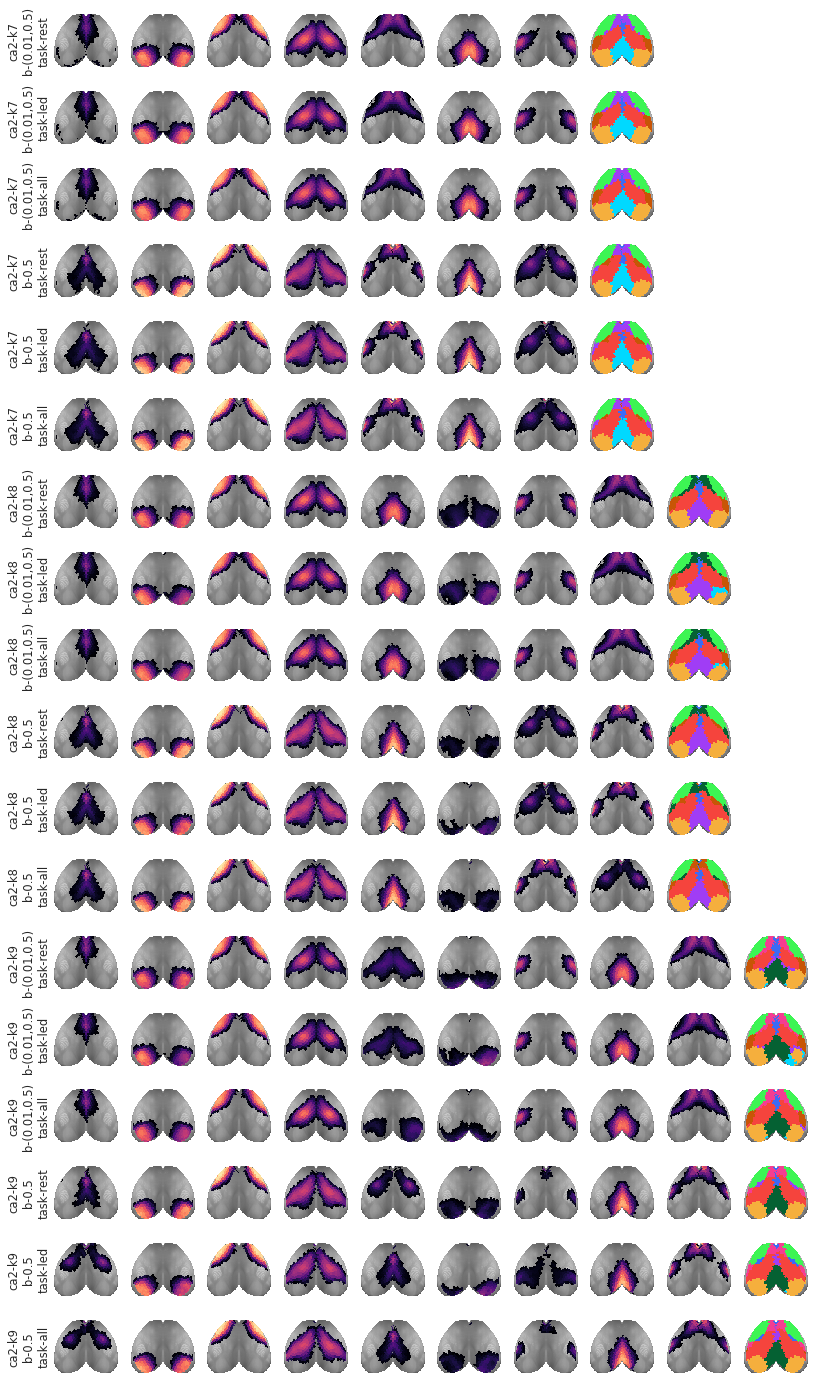 ca2-k7
b-(0.01,0.5)
task-rest
ca2-k7
b-(0.01,0.5)
task-led
ca2-k7
b-(0.01,0.5)
task-all
ca2-k7
b-0.5
task-rest
ca2-k7
b-0.5
task-led
ca2-k7
b-0.5
task-all
ca2-k8
b-(0.01,0.5)
task-rest
ca2-k8
b-(0.01,0.5)
task-led
ca2-k8
b-(0.01,0.5)
task-all
ca2-k8
b-0.5
task-rest
ca2-k8
b-0.5
task-led
ca2-k8
b-0.5
task-all
ca2-k9
b-(0.01,0.5)
task-rest
ca2-k9
b-(0.01,0.5)
task-led
ca2-k9
b-(0.01,0.5)
task-all
ca2-k9
b-0.5
task-rest
ca2-k9
b-0.5
task-led
ca2-k9
b-0.5
task-all